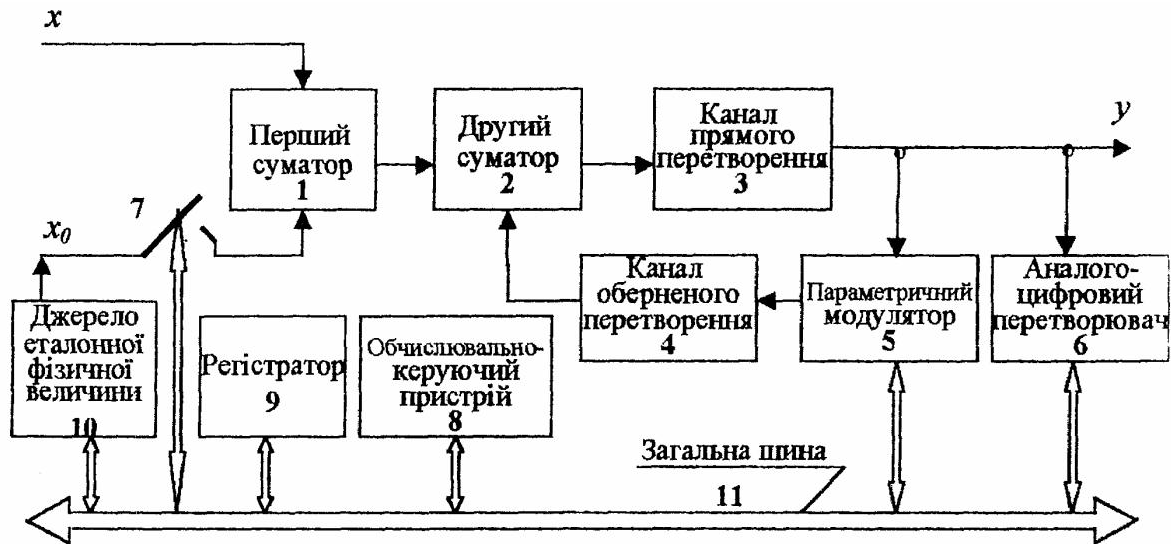 x
Перший
суматор
1
Другий
суматор
2
Канал
прямого
перетворення
3
y
7
x₀
Джерело
еталонної
фізичної
величини
10
Регістратор
9
Обчислювально-
керуючий
пристрій
8
Канал
оберненого
перетворення
4
Параметричний
модулятор
5
Аналого-
цифровий
перетворювач
6
Загальна шина
11